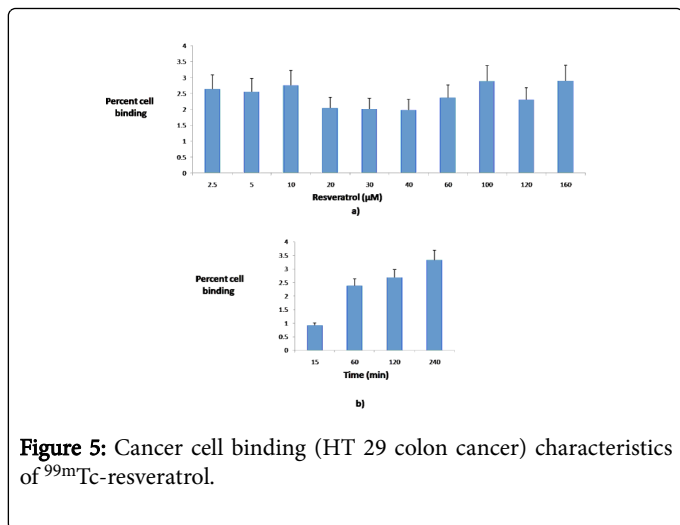 4
3.5
3
Percent cell
binding
2.5
2
1.5
1
0.5
0
2.5 5 10 20 30 40 60 100 120 160
Resveratrol (µM)
a)
4
3.5
3
Percent cell
binding
2.5
2
1.5
1
0.5
0
15 60 120 240
Time (min)
b)
Figure 5: Cancer cell binding (HT 29 colon cancer) characteristics
of 99mTc-resveratrol.